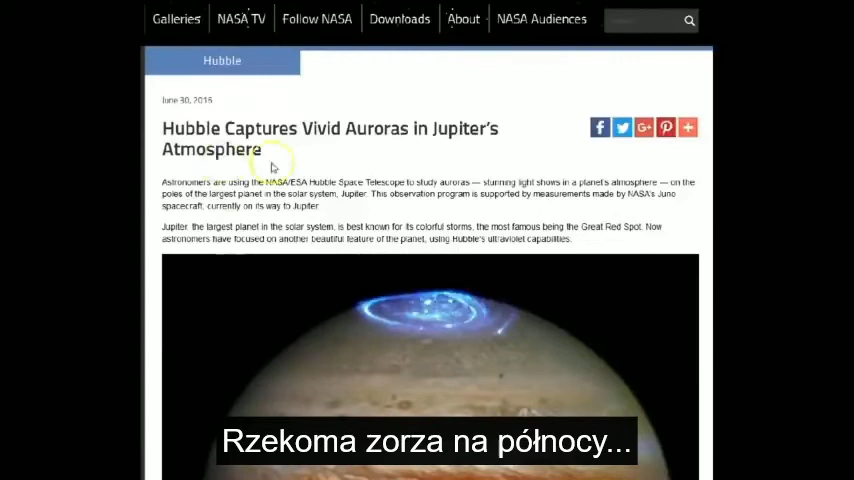 Galleries NASA TV Follow NASA Downloads About NASA Audiences
Hubble
June 30, 2016
Hubble Captures Vivid Auroras in Jupiter's
Atmosphere
Astronomers are using the NASA/ESA Hubble Space Telescope to study auroras — stunning light shows in a planet's atmosphere — on the
poles of the largest planet in the solar system, Jupiter. This observation program is supported by measurements made by NASA's Juno
spacecraft, currently on its way to Jupiter.
Jupiter, the largest planet in the solar system, is best known for its colorful storms, the most famous being the Great Red Spot. Now
astronomers have focused on another beautiful feature of the planet, using Hubble's ultraviolet capabilities.
Rzekoma zorza na północy...